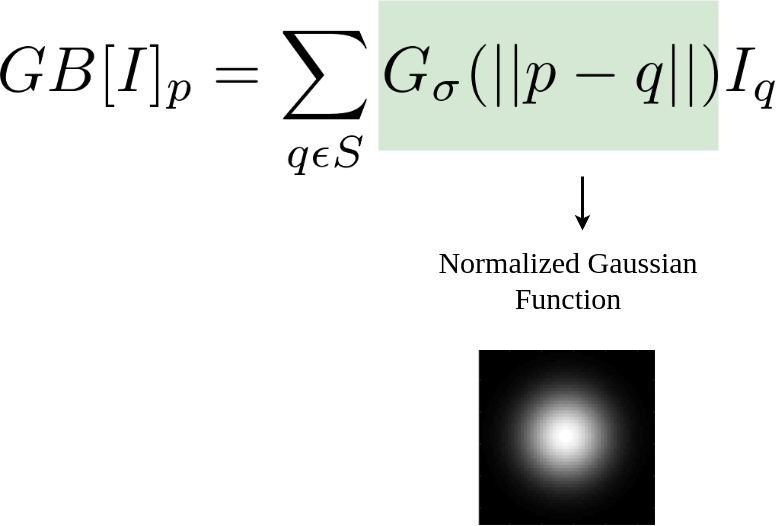 GB[I]_p = \sum_{q \epsilon S} G_\sigma(||p - q||) I_q
Normalized Gaussian
Function